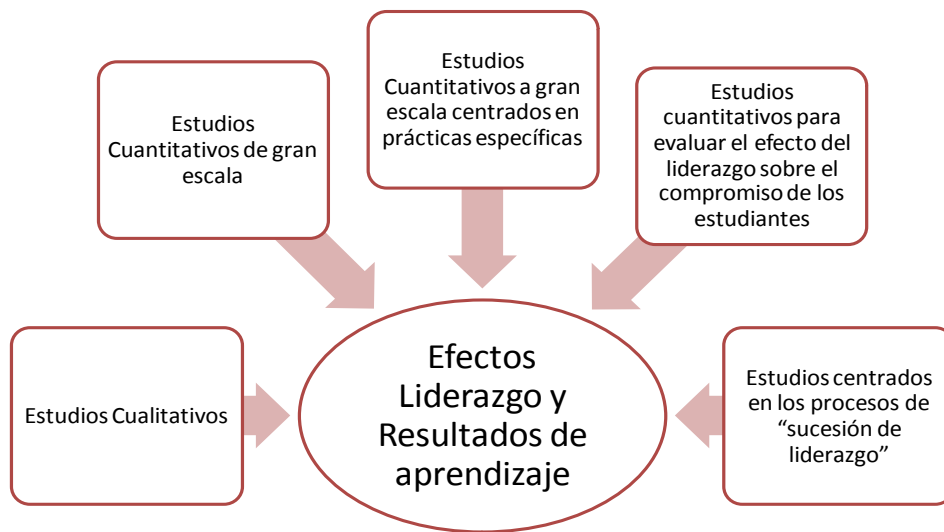 Estudios
Cuantitativos de gran
escala
Estudios
Cuantitativos a gran
escala centrados en
prácticas específicas
Estudios
cuantitativos para
evaluar el efecto del
liderazgo sobre el
compromiso de los
estudiantes
Estudios Cualitativos
Efectos
Liderazgo y
Resultados de
aprendizaje
Estudios centrados
en los procesos de
“sucesión de
liderazgo”